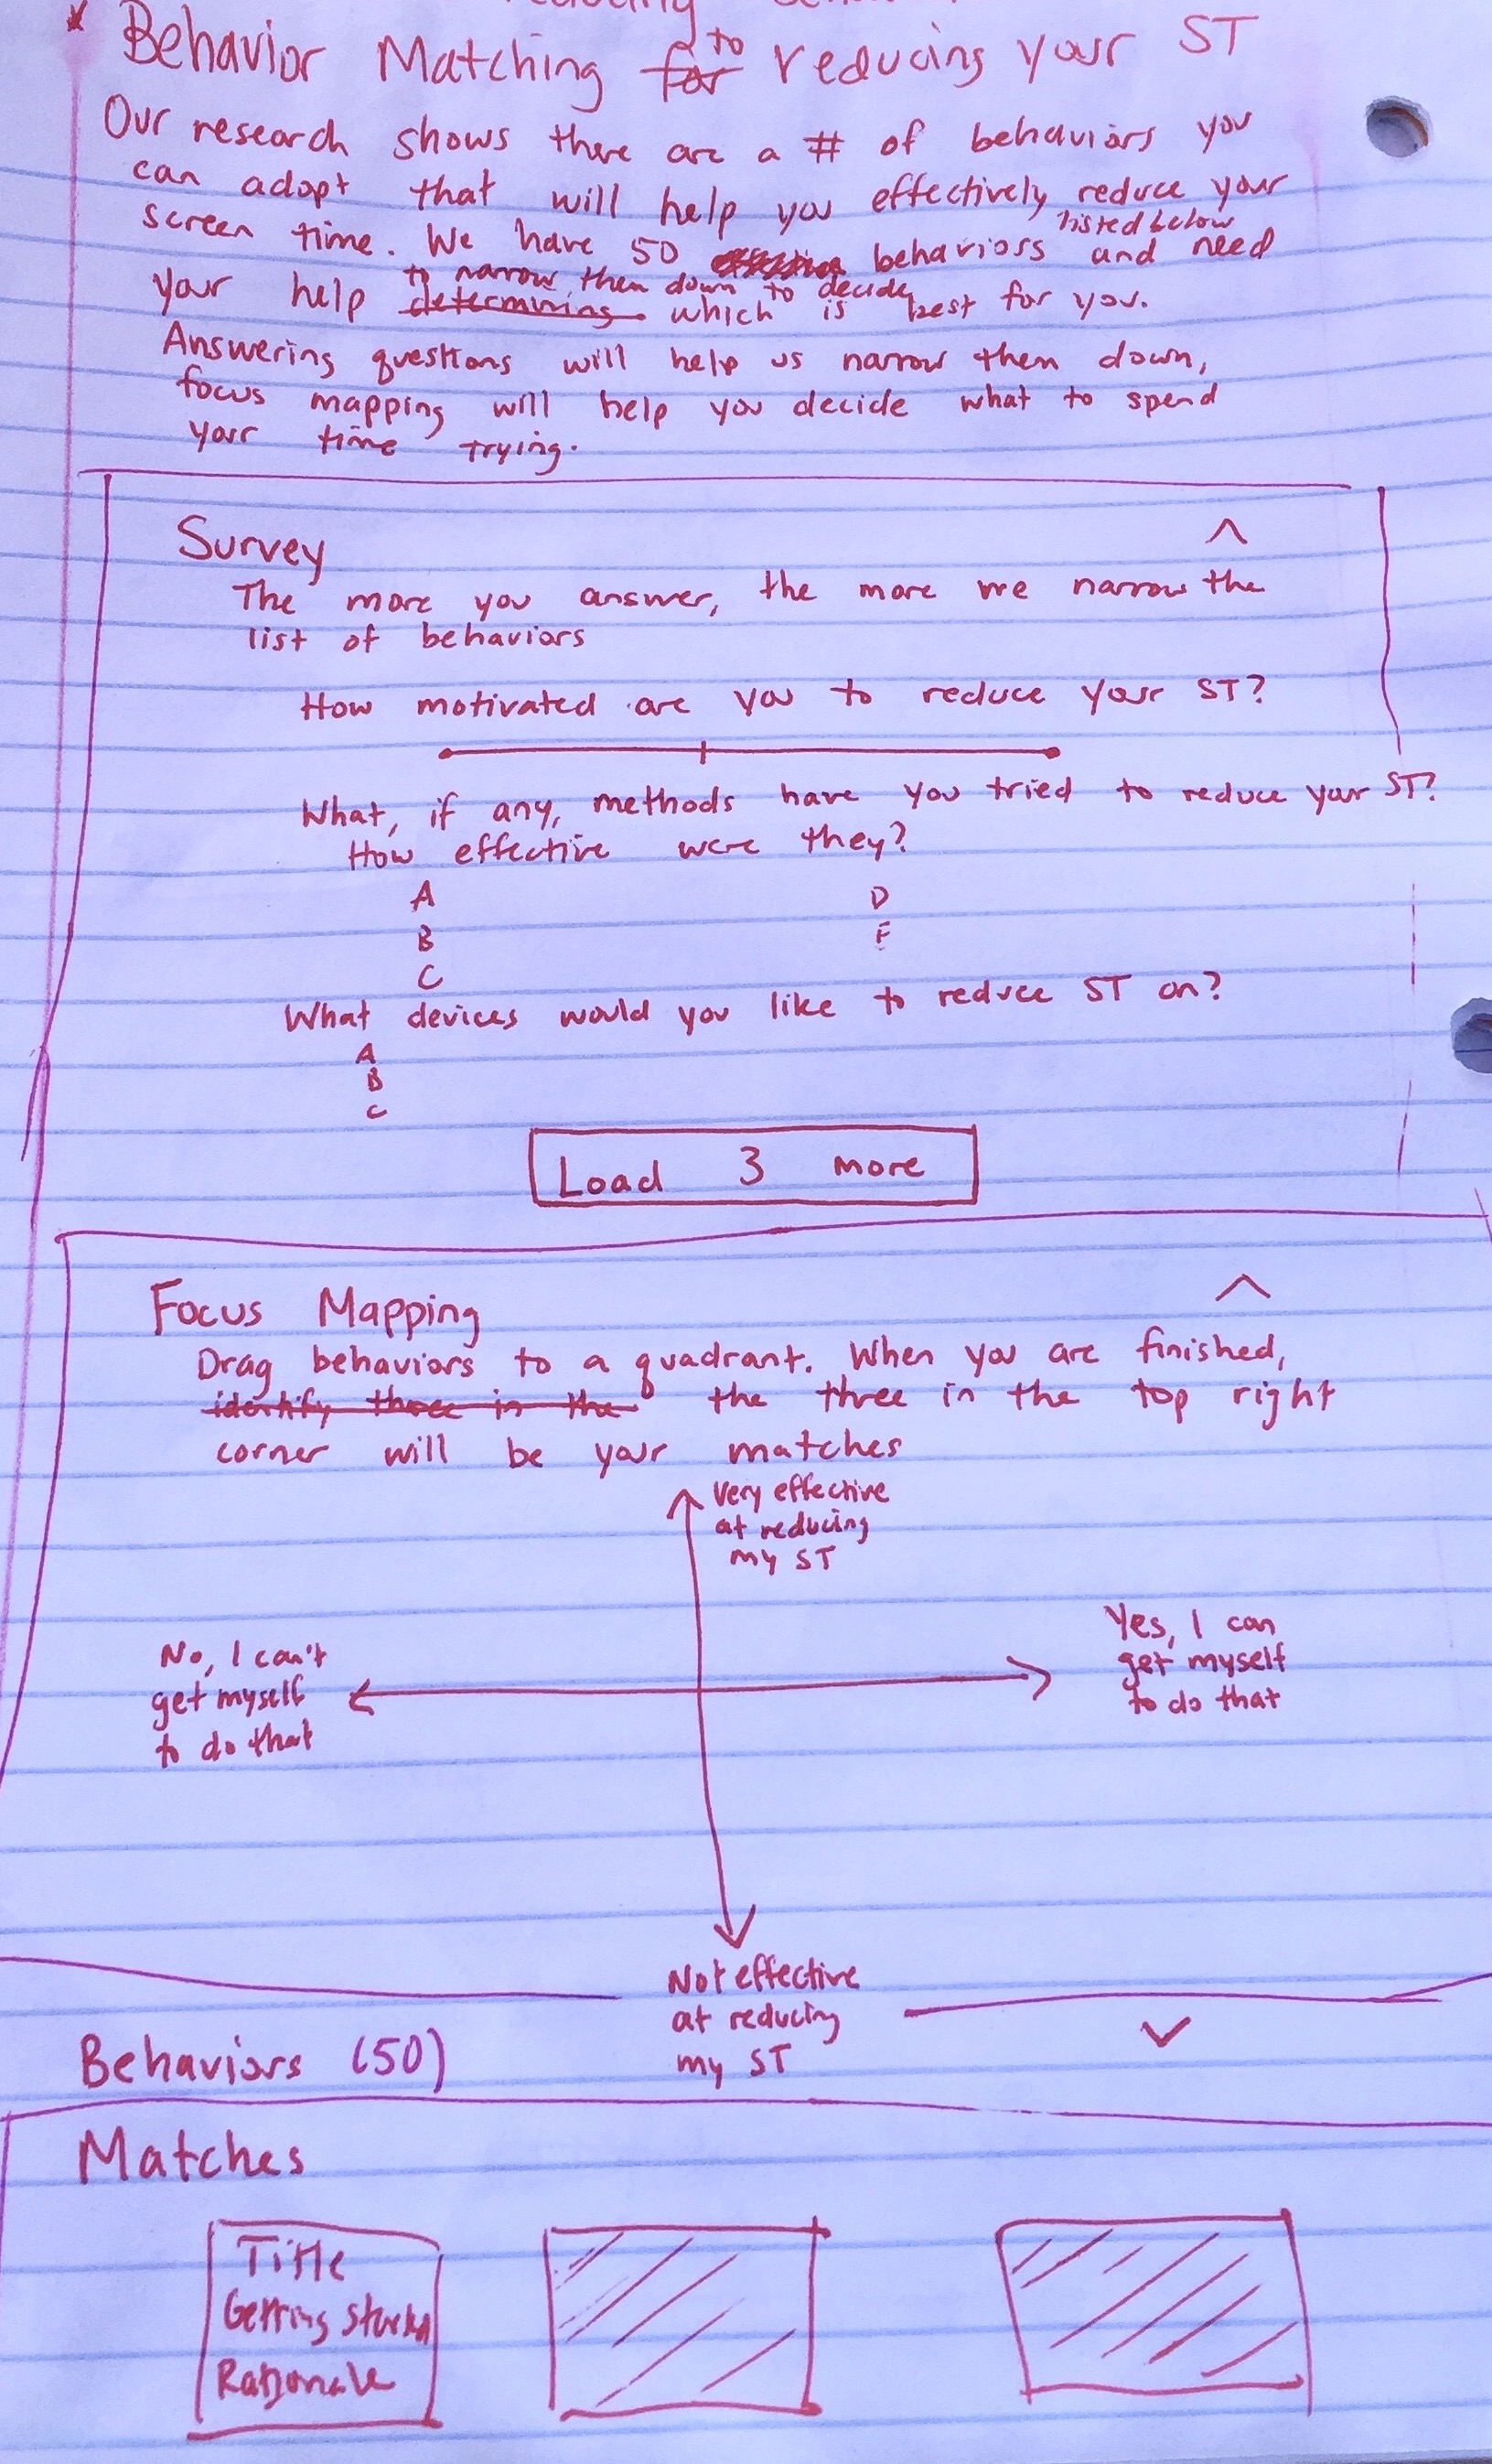 Behavior Matching for to reducing your ST
Our research shows there are a # of behaviors you
can adopt that will help you effectively reduce your
screen time. We have 50 effective behaviors listed below and need
your help determining to narrow them down to decide which is best for you.
Answering questions will help us narrow them down,
focus mapping will help you decide what to spend
your time trying.
Survey
The more you answer, the more we narrow the
list of behaviors
How motivated are you to reduce your ST?
What, if any, methods have you tried to reduce your ST?
How effective were they?
A D
B F
C
What devices would you like to reduce ST on?
A
B
C
Load 3 more
Focus Mapping
Drag behaviors to a quadrant. When you are finished,
identify three in the the three in the top right
corner will be your matches
Very effective
at reducing
my ST
No, I can't
get myself
to do that
Yes, I can
get myself
to do that
Not effective
at reducing
my ST
Behaviors (50)
Matches
Title
Getting Started
Rationale